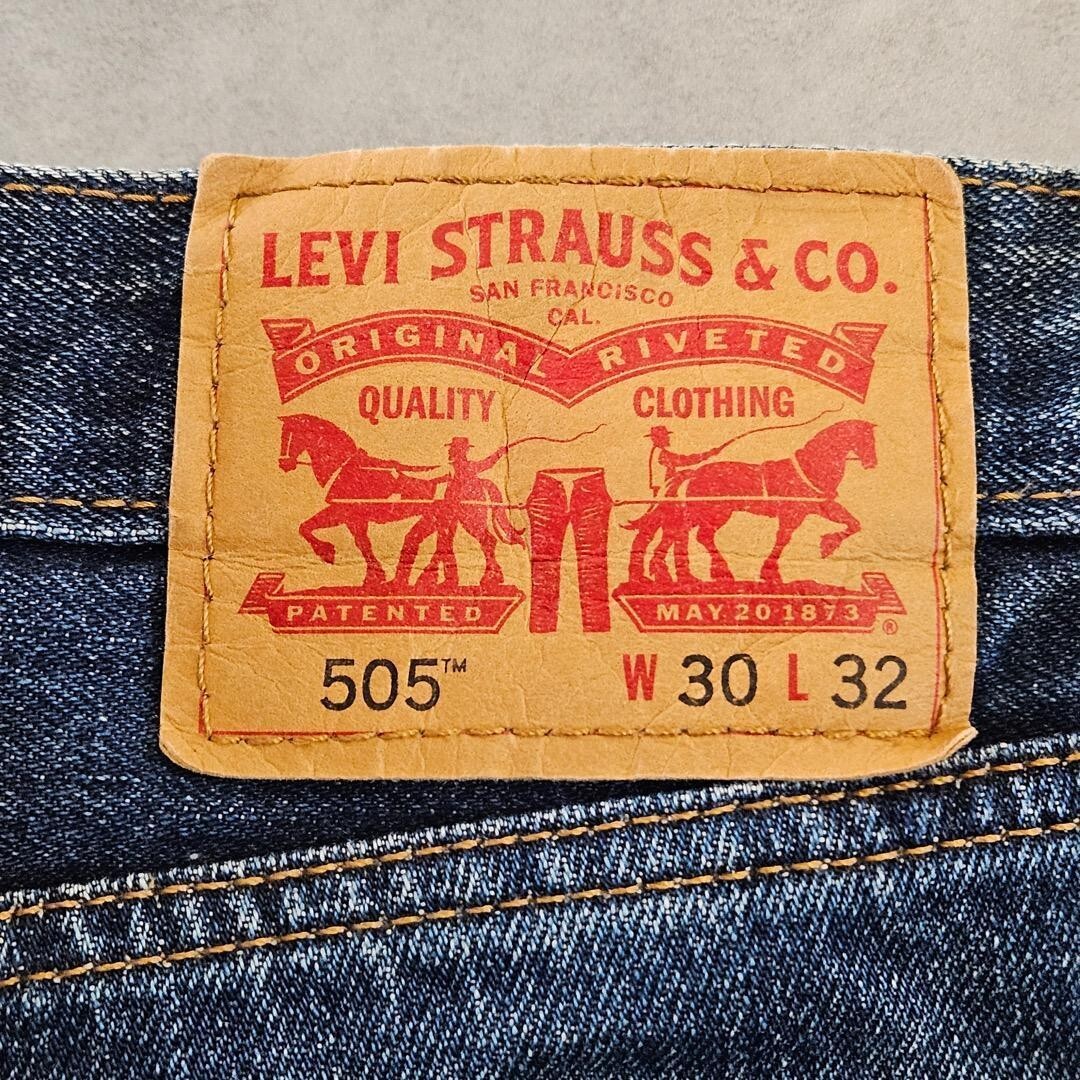 LEVI STRAUSS & CO.
SAN FRANCISCO
CAL.
ORIGINAL RIVETED
QUALITY CLOTHING
PATENTED MAY 20 1873 ®
505™ W 30 L 32